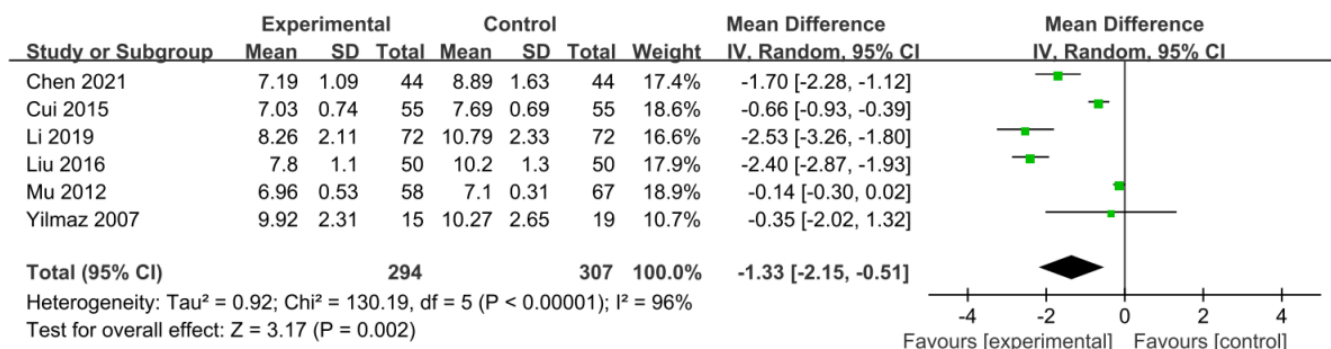 Experimental Control Mean Difference Mean Difference
Study or Subgroup Mean SD Total Mean SD Total Weight IV, Random, 95% CI IV, Random, 95% CI
Chen 2021 7.19 1.09 44 8.89 1.63 44 17.4% -1.70 [-2.28, -1.12]
Cui 2015 7.03 0.74 55 7.69 0.69 55 18.6% -0.66 [-0.93, -0.39]
Li 2019 8.26 2.11 72 10.79 2.33 72 16.6% -2.53 [-3.26, -1.80]
Liu 2016 7.8 1.1 50 10.2 1.3 50 17.9% -2.40 [-2.87, -1.93]
Mu 2012 6.96 0.53 58 7.1 0.31 67 18.9% -0.14 [-0.30, 0.02]
Yilmaz 2007 9.92 2.31 15 10.27 2.65 19 10.7% -0.35 [-2.02, 1.32]
Total (95% CI) 294 307 100.0% -1.33 [-2.15, -0.51]
Heterogeneity: Tau² = 0.92; Chi² = 130.19, df = 5 (P < 0.00001); I² = 96%
Test for overall effect: Z = 3.17 (P = 0.002)
-4 -2 0 2 4
Favours [experimental] Favours [control]